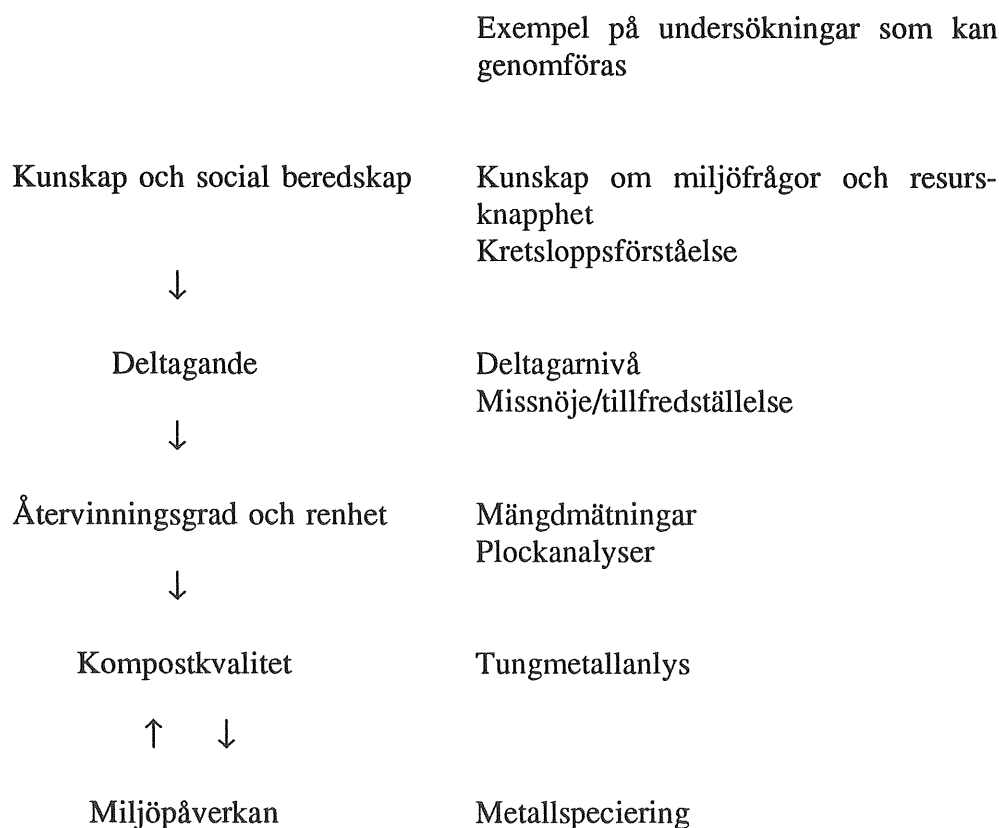 Exempel på undersökningar som kan
genomföras
Kunskap och social beredskap
Kunskap om miljöfrågor och resurs-
knapphet
Kretsloppsförståelse
↓
Deltagande
Deltagarnivå
Missnöje/tillfredställelse
↓
Återvinningsgrad och renhet
Mängdmätningar
Plockanalyser
↓
Kompostkvalitet
Tungmetallanlys
↑ ↓
Miljöpåverkan
Metallspeciering